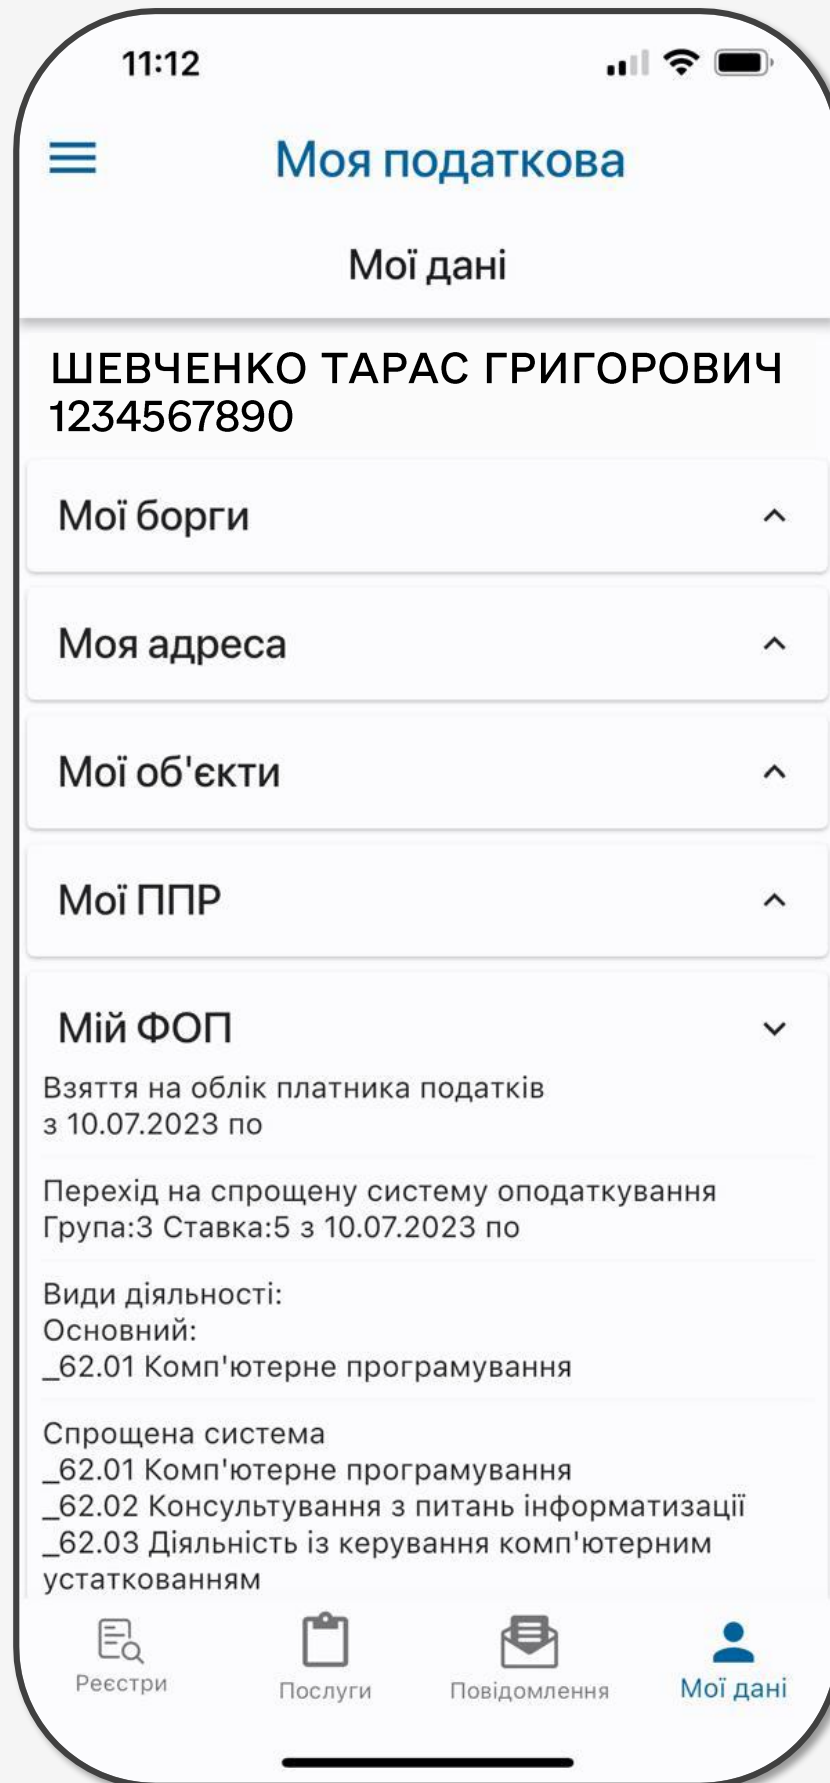 11:12
Моя податкова
Мої дані
ШЕВЧЕНКО ТАРАС ГРИГОРОВИЧ
1234567890
Мої борги
Моя адреса
Мої об'єкти
Мої ППР
Мій ФОП
Взяття на облік платника податків
з 10.07.2023 по
Перехід на спрощену систему оподаткування
Група:3 Ставка:5 з 10.07.2023 по
Види діяльності:
Основний:
_62.01 Комп'ютерне програмування
Спрощена система
_62.01 Комп'ютерне програмування
_62.02 Консультування з питань інформатизації
_62.03 Діяльність із керування комп'ютерним
устаткованням
Реєстри
Послуги
Повідомлення
Мої дані